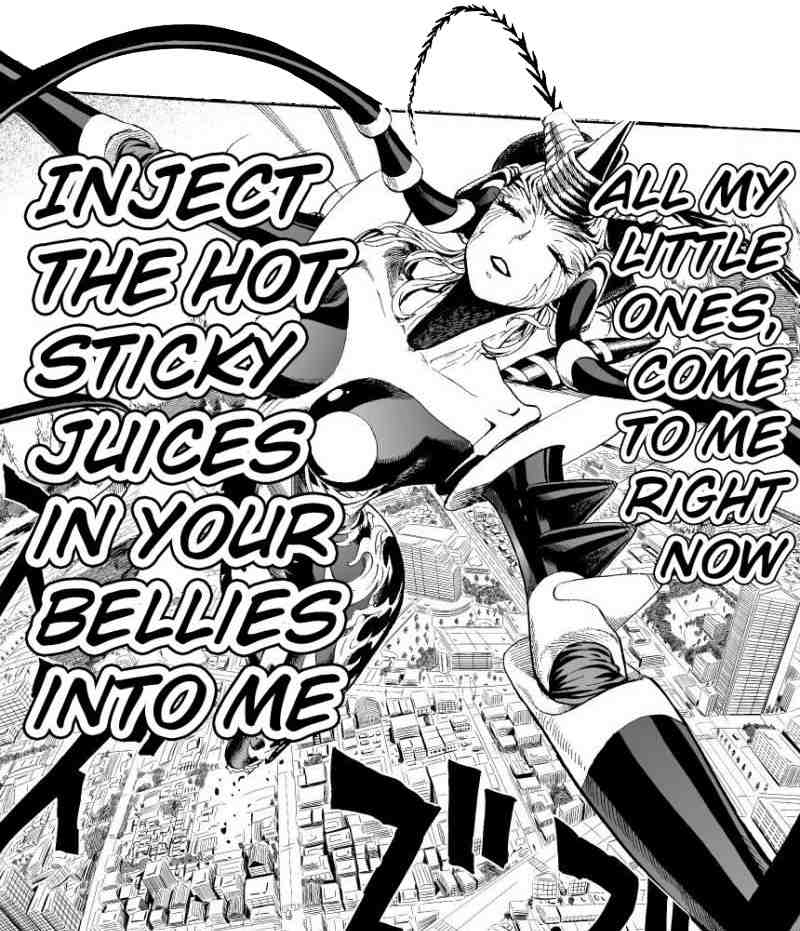 ALL MY
LITTLE
ONES,
COME
TO ME
RIGHT
NOW
INJECT
THE HOT
STICKY
JUICES
IN YOUR
BELLIES
INTO ME